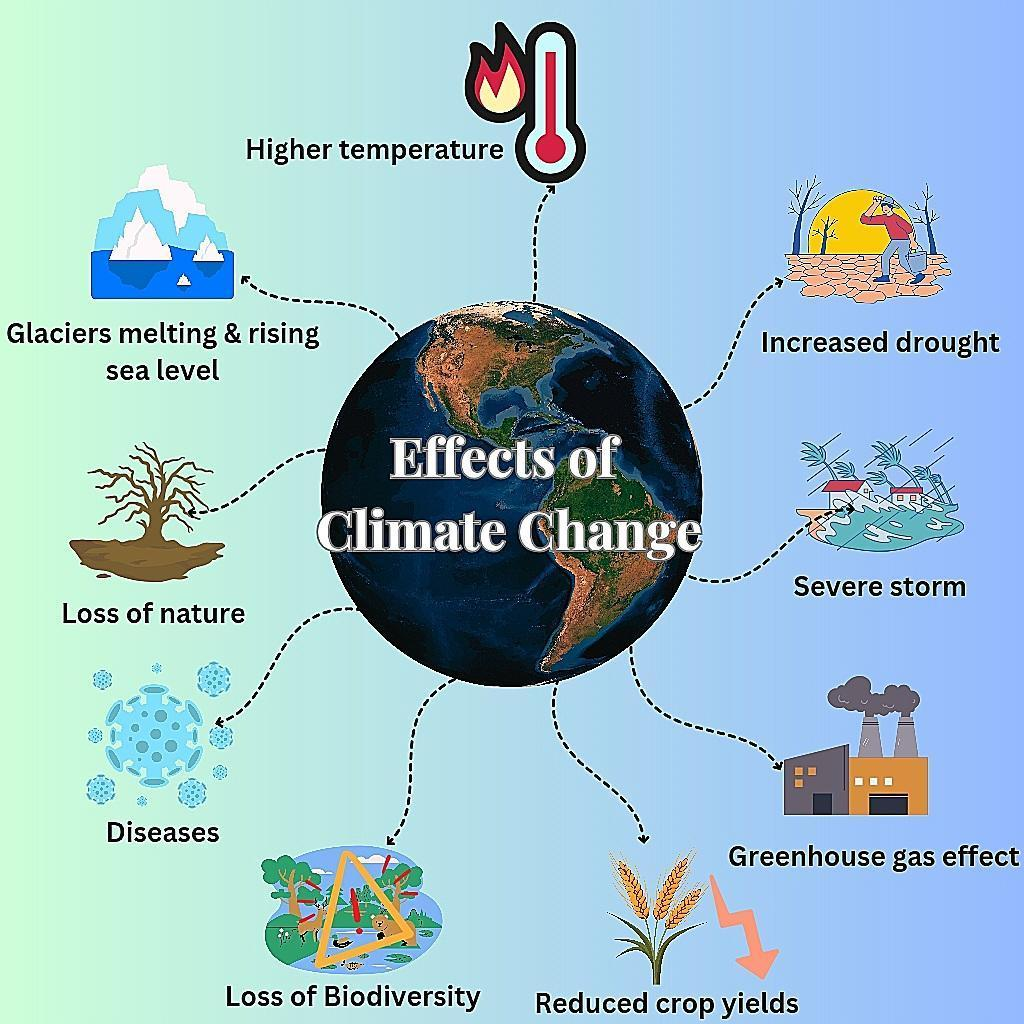 Higher temperature
Glaciers melting & rising
sea level
Increased drought
Effects of
Climate Change
Severe storm
Loss of nature
Diseases
Greenhouse gas effect
Loss of Biodiversity
Reduced crop yields